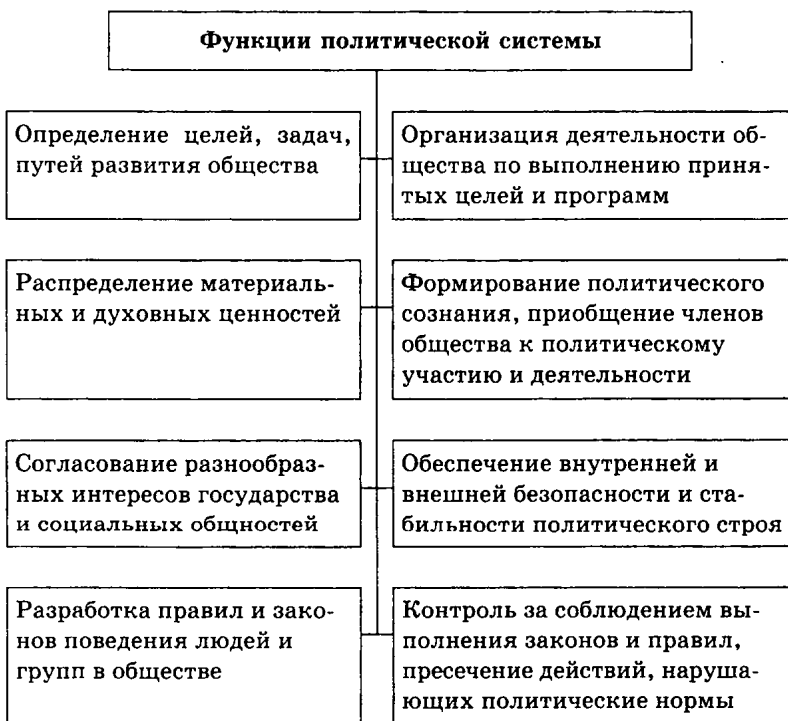 Функции политической системы
Определение целей, задач,
путей развития общества
Организация деятельности об-
щества по выполнению приня-
тых целей и программ
Распределение материаль-
ных и духовных ценностей
Формирование политического
сознания, приобщение членов
общества к политическому
участию и деятельности
Согласование разнообраз-
ных интересов государства
и социальных общностей
Обеспечение внутренней и
внешней безопасности и ста-
бильности политического строя
Разработка правил и зако-
нов поведения людей и
групп в обществе
Контроль за соблюдением вы-
полнения законов и правил,
пресечение действий, наруша-
ющих политические нормы